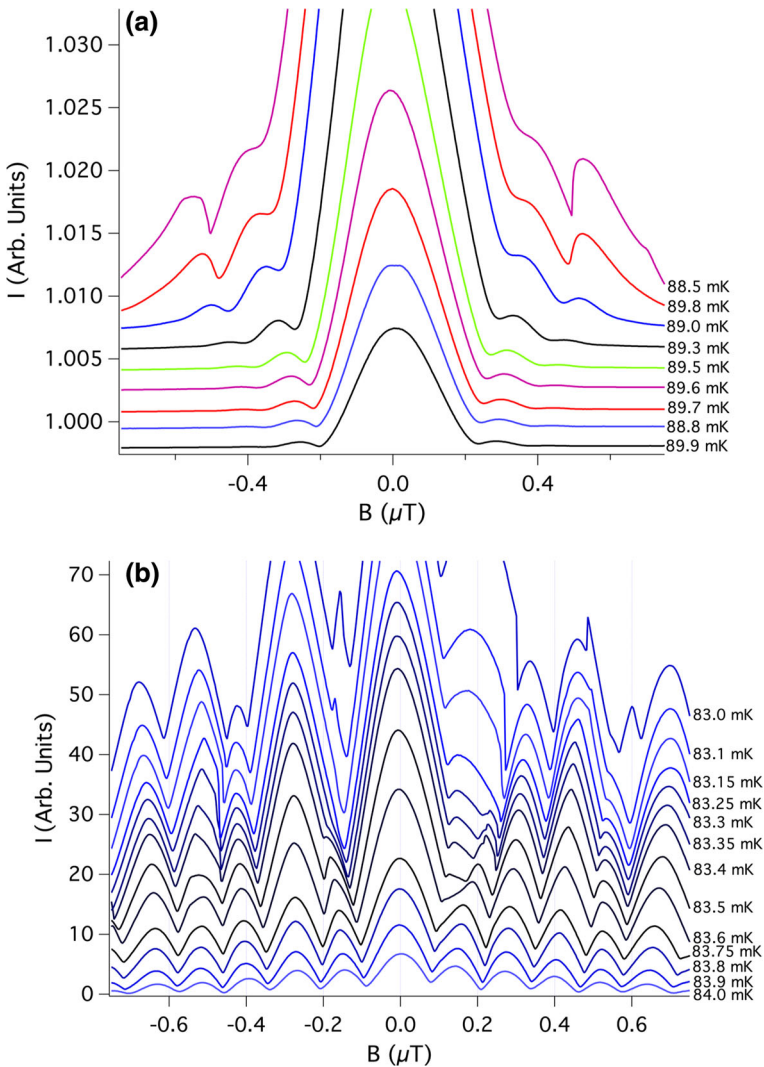 (a)
1.030
1.025
1.020
1.015
1.010
1.005
1.000
I (Arb. Units)
88.5 mK
89.8 mK
89.0 mK
89.3 mK
89.5 mK
89.6 mK
89.7 mK
88.8 mK
89.9 mK
-0.4 0.0 0.4
B (μT)
(b)
70
60
50
40
30
20
10
0
I (Arb. Units)
83.0 mK
83.1 mK
83.15 mK
83.25 mK
83.3 mK
83.35 mK
83.4 mK
83.5 mK
83.6 mK
83.75 mK
83.8 mK
83.9 mK
84.0 mK
-0.6 -0.4 -0.2 0.0 0.2 0.4 0.6
B (μT)